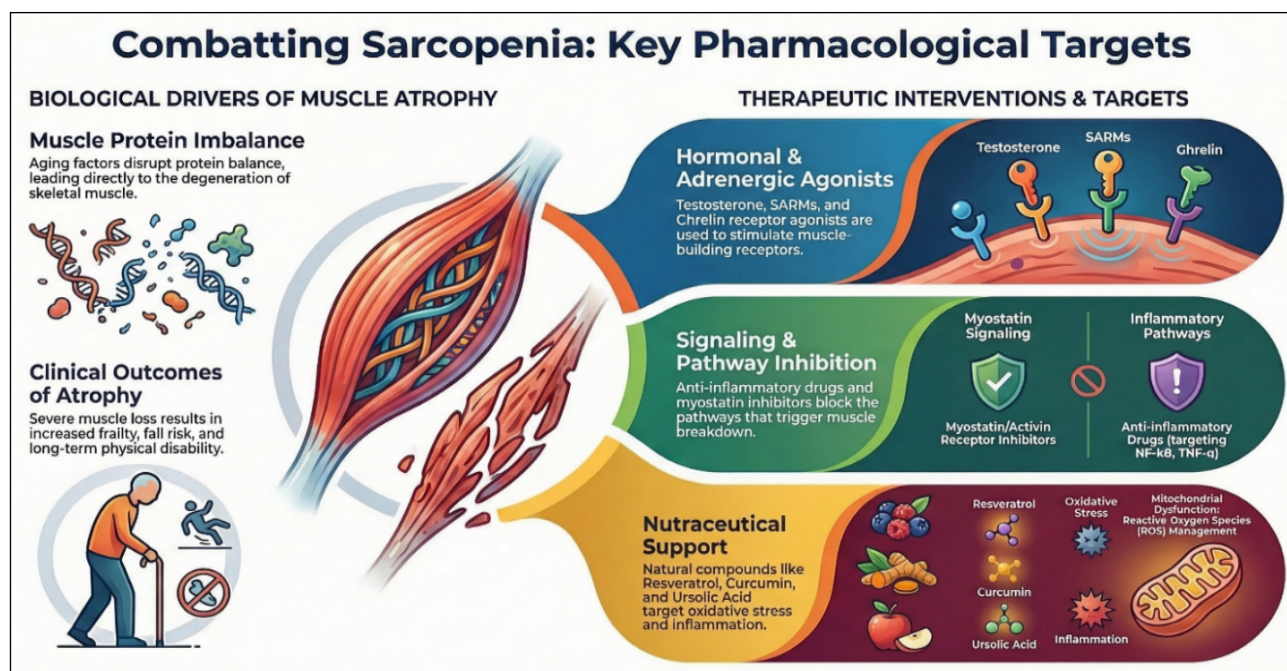 Combatting Sarcopenia: Key Pharmacological Targets
BIOLOGICAL DRIVERS OF MUSCLE ATROPHY
Muscle Protein Imbalance
Aging factors disrupt protein balance,
leading directly to the degeneration of
skeletal muscle.
Clinical Outcomes
of Atrophy
Severe muscle loss results in
increased frailty, fall risk, and
long-term physical disability.
THERAPEUTIC INTERVENTIONS & TARGETS
Hormonal &
Adrenergic Agonists
Testosterone, SARMs, and
Chrelin receptor agonists are
used to stimulate muscle-
building receptors.
Testosterone
SARMs
Ghrelin
Signaling &
Pathway Inhibition
Anti-inflammatory drugs and
myostatin inhibitors block the
pathways that trigger muscle
breakdown.
Myostatin
Signaling
Myostatin/Activin
Receptor Inhibitors
Inflammatory
Pathways
Anti-inflammatory
Drugs (targeting
NF-kB, TNF-α)
Nutraceutical
Support
Natural compounds like
Resveratrol, Curcumin,
and Ursolic Acid
target oxidative stress
and inflammation.
Resveratrol
Curcumin
Ursolic Acid
Oxidative
Stress
Inflammation
Mitochondrial
Dysfunction:
Reactive Oxygen Species
(ROS) Management